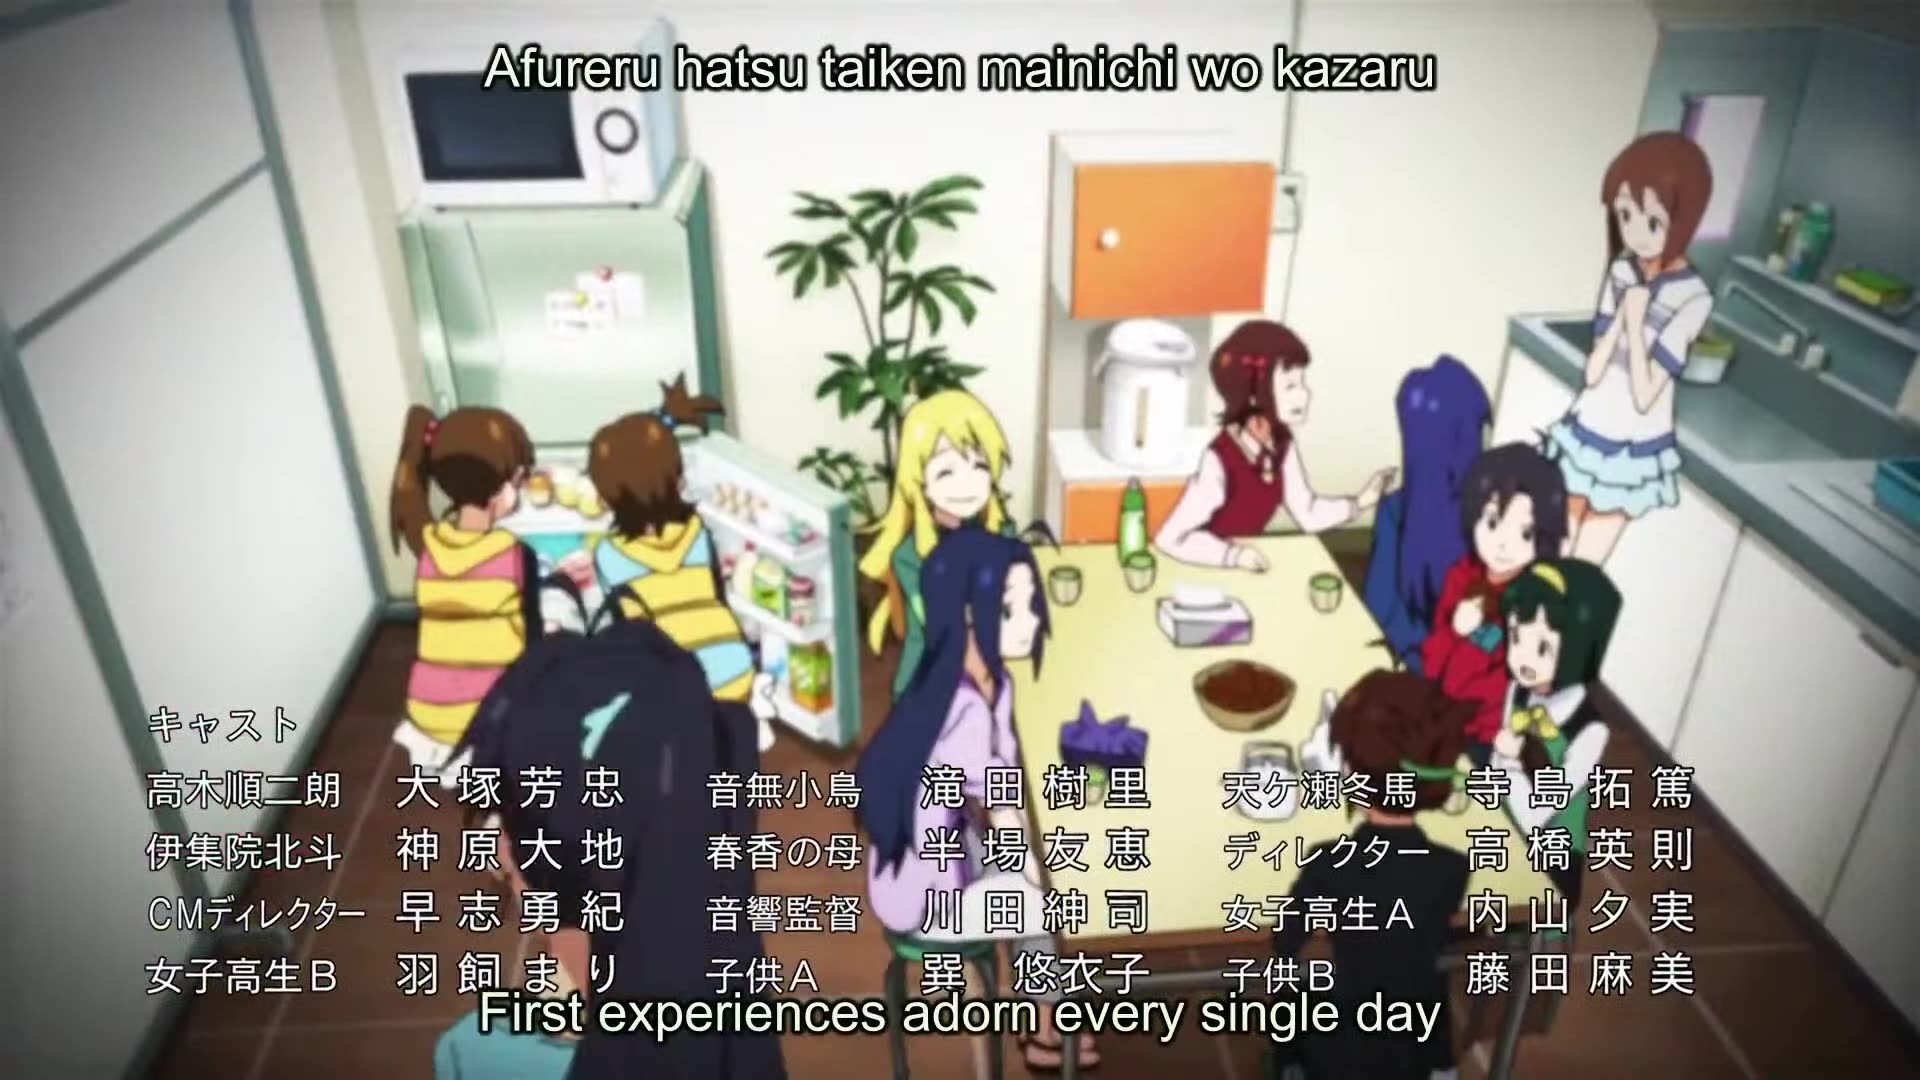 Afureru hatsu taiken mainichi wo kazaru
キャスト
高木順二朗 大塚芳忠 音無小鳥 滝田樹里 天ケ瀬冬馬 寺島拓篤
伊集院北斗 神原大地 春香の母 半場友恵 ディレクター 高橋英則
CMディレクター 早志勇紀 音響監督 川田紳司 女子高生A 内山夕実
女子高生B 羽飼まり 子供A 巽悠衣子 子供B 藤田麻美
First experiences adorn every single day